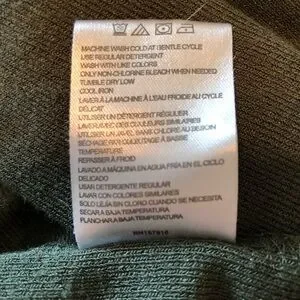 MACHINE WASH COLD AT GENTLE CYCLE
USE REGULAR DETERGENT
WASH WITH LIKE COLORS
ONLY NON-CHLORINE BLEACH WHEN NEEDED
TUMBLE DRY LOW
COOL IRON
LAVER À LA MACHINE À L'EAU FROIDE AU CYCLE
DÉLICAT
UTILISER UN DÉTERGENT RÉGULIER
LAVER AVEC DES COULEURS SIMILAIRES
UTILISER UN JAVEL SANS CHLORE AU BESOIN
SÉCHAGE PAR CULBUTAGE À BASSE
TEMPÉRATURE
REPASSER À FROID
LAVADO A MÁQUINA EN AGUA FRÍA EN EL CICLO
DELICADO
USAR DETERGENTE REGULAR
LAVAR CON COLORES SIMILARES
SOLO LEJÍA SIN CLORO CUANDO SE NECESITA
SECAR A BAJA TEMPERATURA
PLANCHAR A BAJA TEMPERATURA